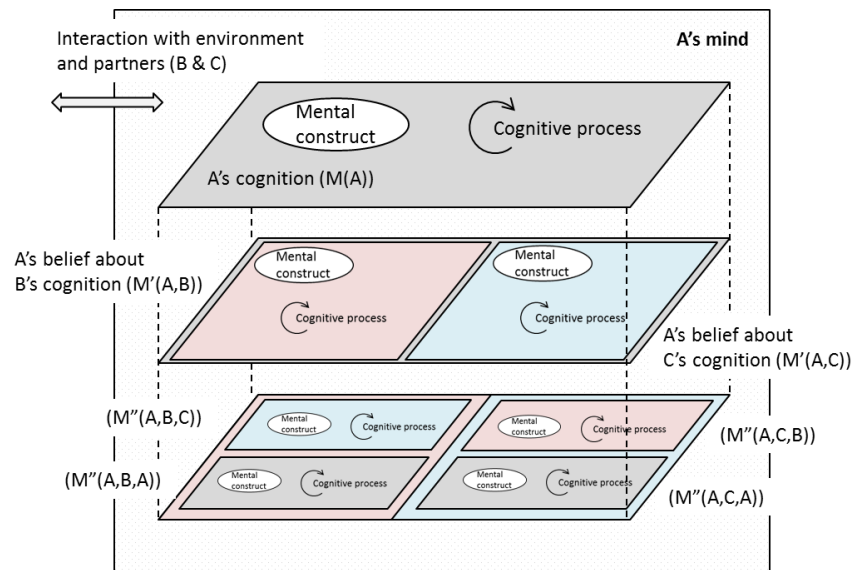 Interaction with environment
and partners (B & C)
A's mind
Mental
construct
Cognitive process
A's cognition (M(A))
A's belief about
B's cognition (M'(A,B))
Mental
construct
Cognitive process
Mental
construct
Cognitive process
A's belief about
C's cognition (M'(A,C))
(M"(A,B,C))
Mental
construct
Cognitive process
Mental
construct
Cognitive process
(M"(A,C,B))
(M"(A,B,A))
Mental
construct
Cognitive process
Mental
construct
Cognitive process
(M"(A,C,A))